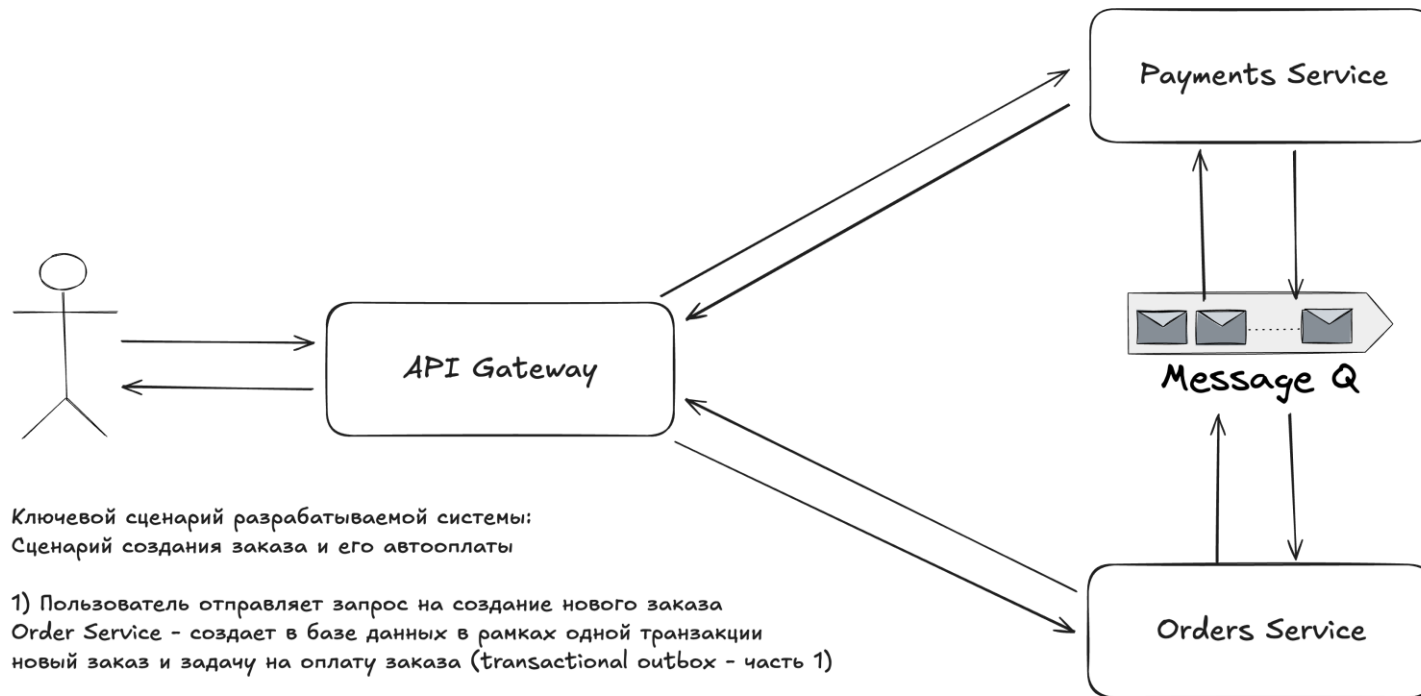 Payments Service
API Gateway
Message Q
Ключевой сценарий разрабатываемой системы:
Сценарий создания заказа и его автооплаты
1) Пользователь отправляет запрос на создание нового заказа
Order Service - создает в базе данных в рамках одной транзакции
новый заказ и задачу на оплату заказа (transactional outbox - часть 1)
Orders Service